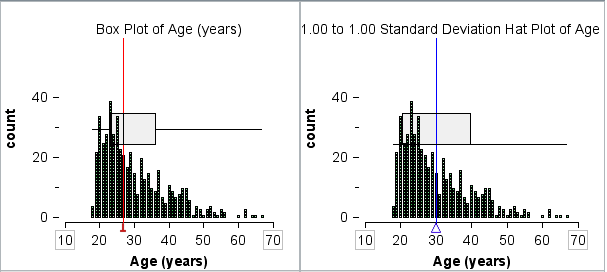 Box Plot of Age (years)
count
40
20
0
10 20 30 40 50 60 70
Age (years)
1.00 to 1.00 Standard Deviation Hat Plot of Age
count
40
20
0
10 20 30 40 50 60 70
Age (years)